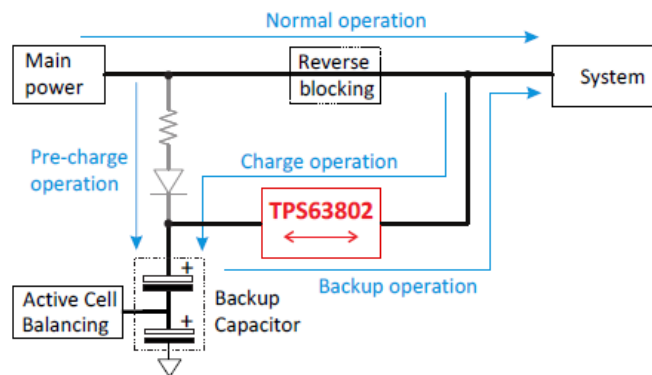 Normal operation
Main
power
Reverse
blocking
System
Pre-charge
operation
Charge operation
TPS63802
Backup operation
+
Active Cell
Balancing
Backup
Capacitor
+